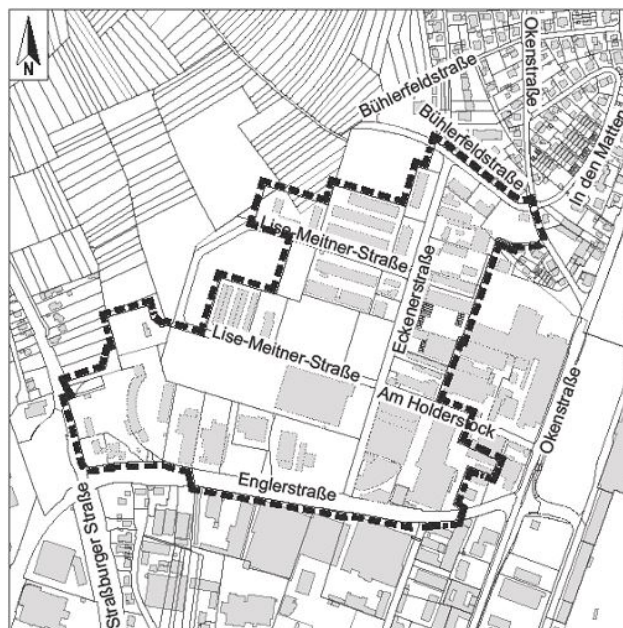 N
Okenstraße
Bühlerfeldstraße
Bühlerfeldstraße
In den Matten
Lise-Meitner-Straße
Eckenerstraße
Lise-Meitner-Straße
Am Holderstock
Okenstraße
Englerstraße
Straßburger Straße